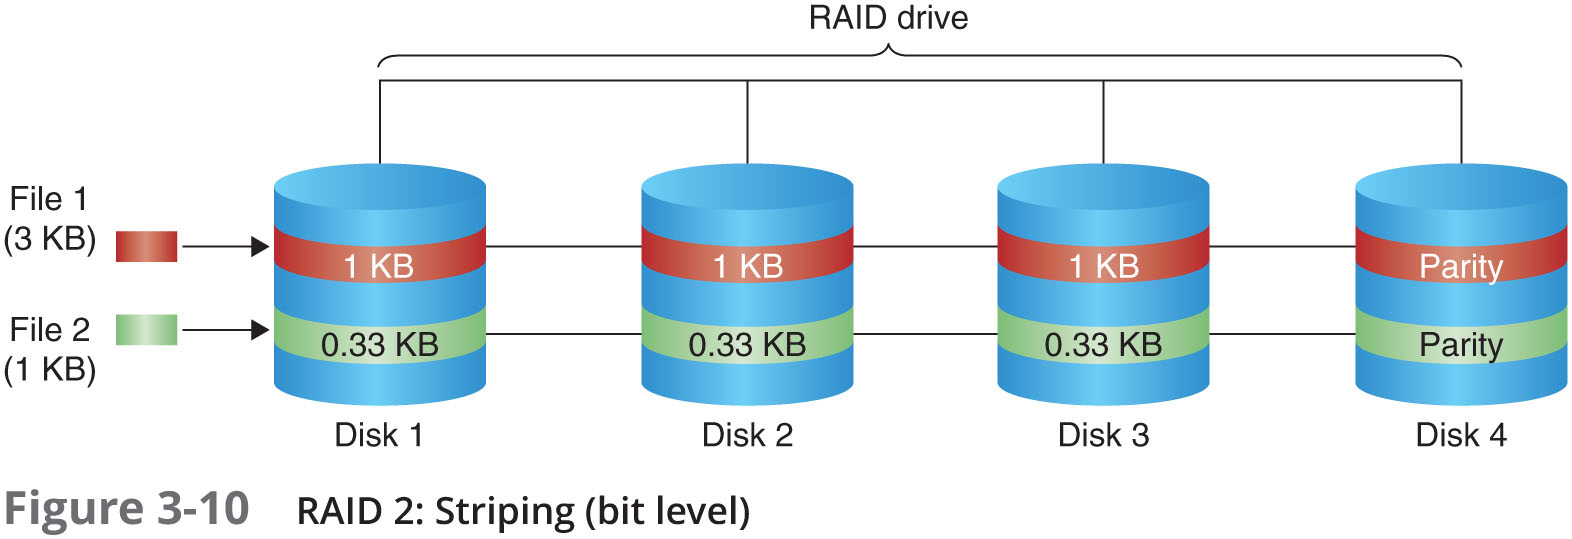 RAID drive
File 1
(3 KB)
1 KB
1 KB
1 KB
Parity
File 2
(1 KB)
0.33 KB
0.33 KB
0.33 KB
Parity
Disk 1
Disk 2
Disk 3
Disk 4
Figure 3-10 RAID 2: Striping (bit level)